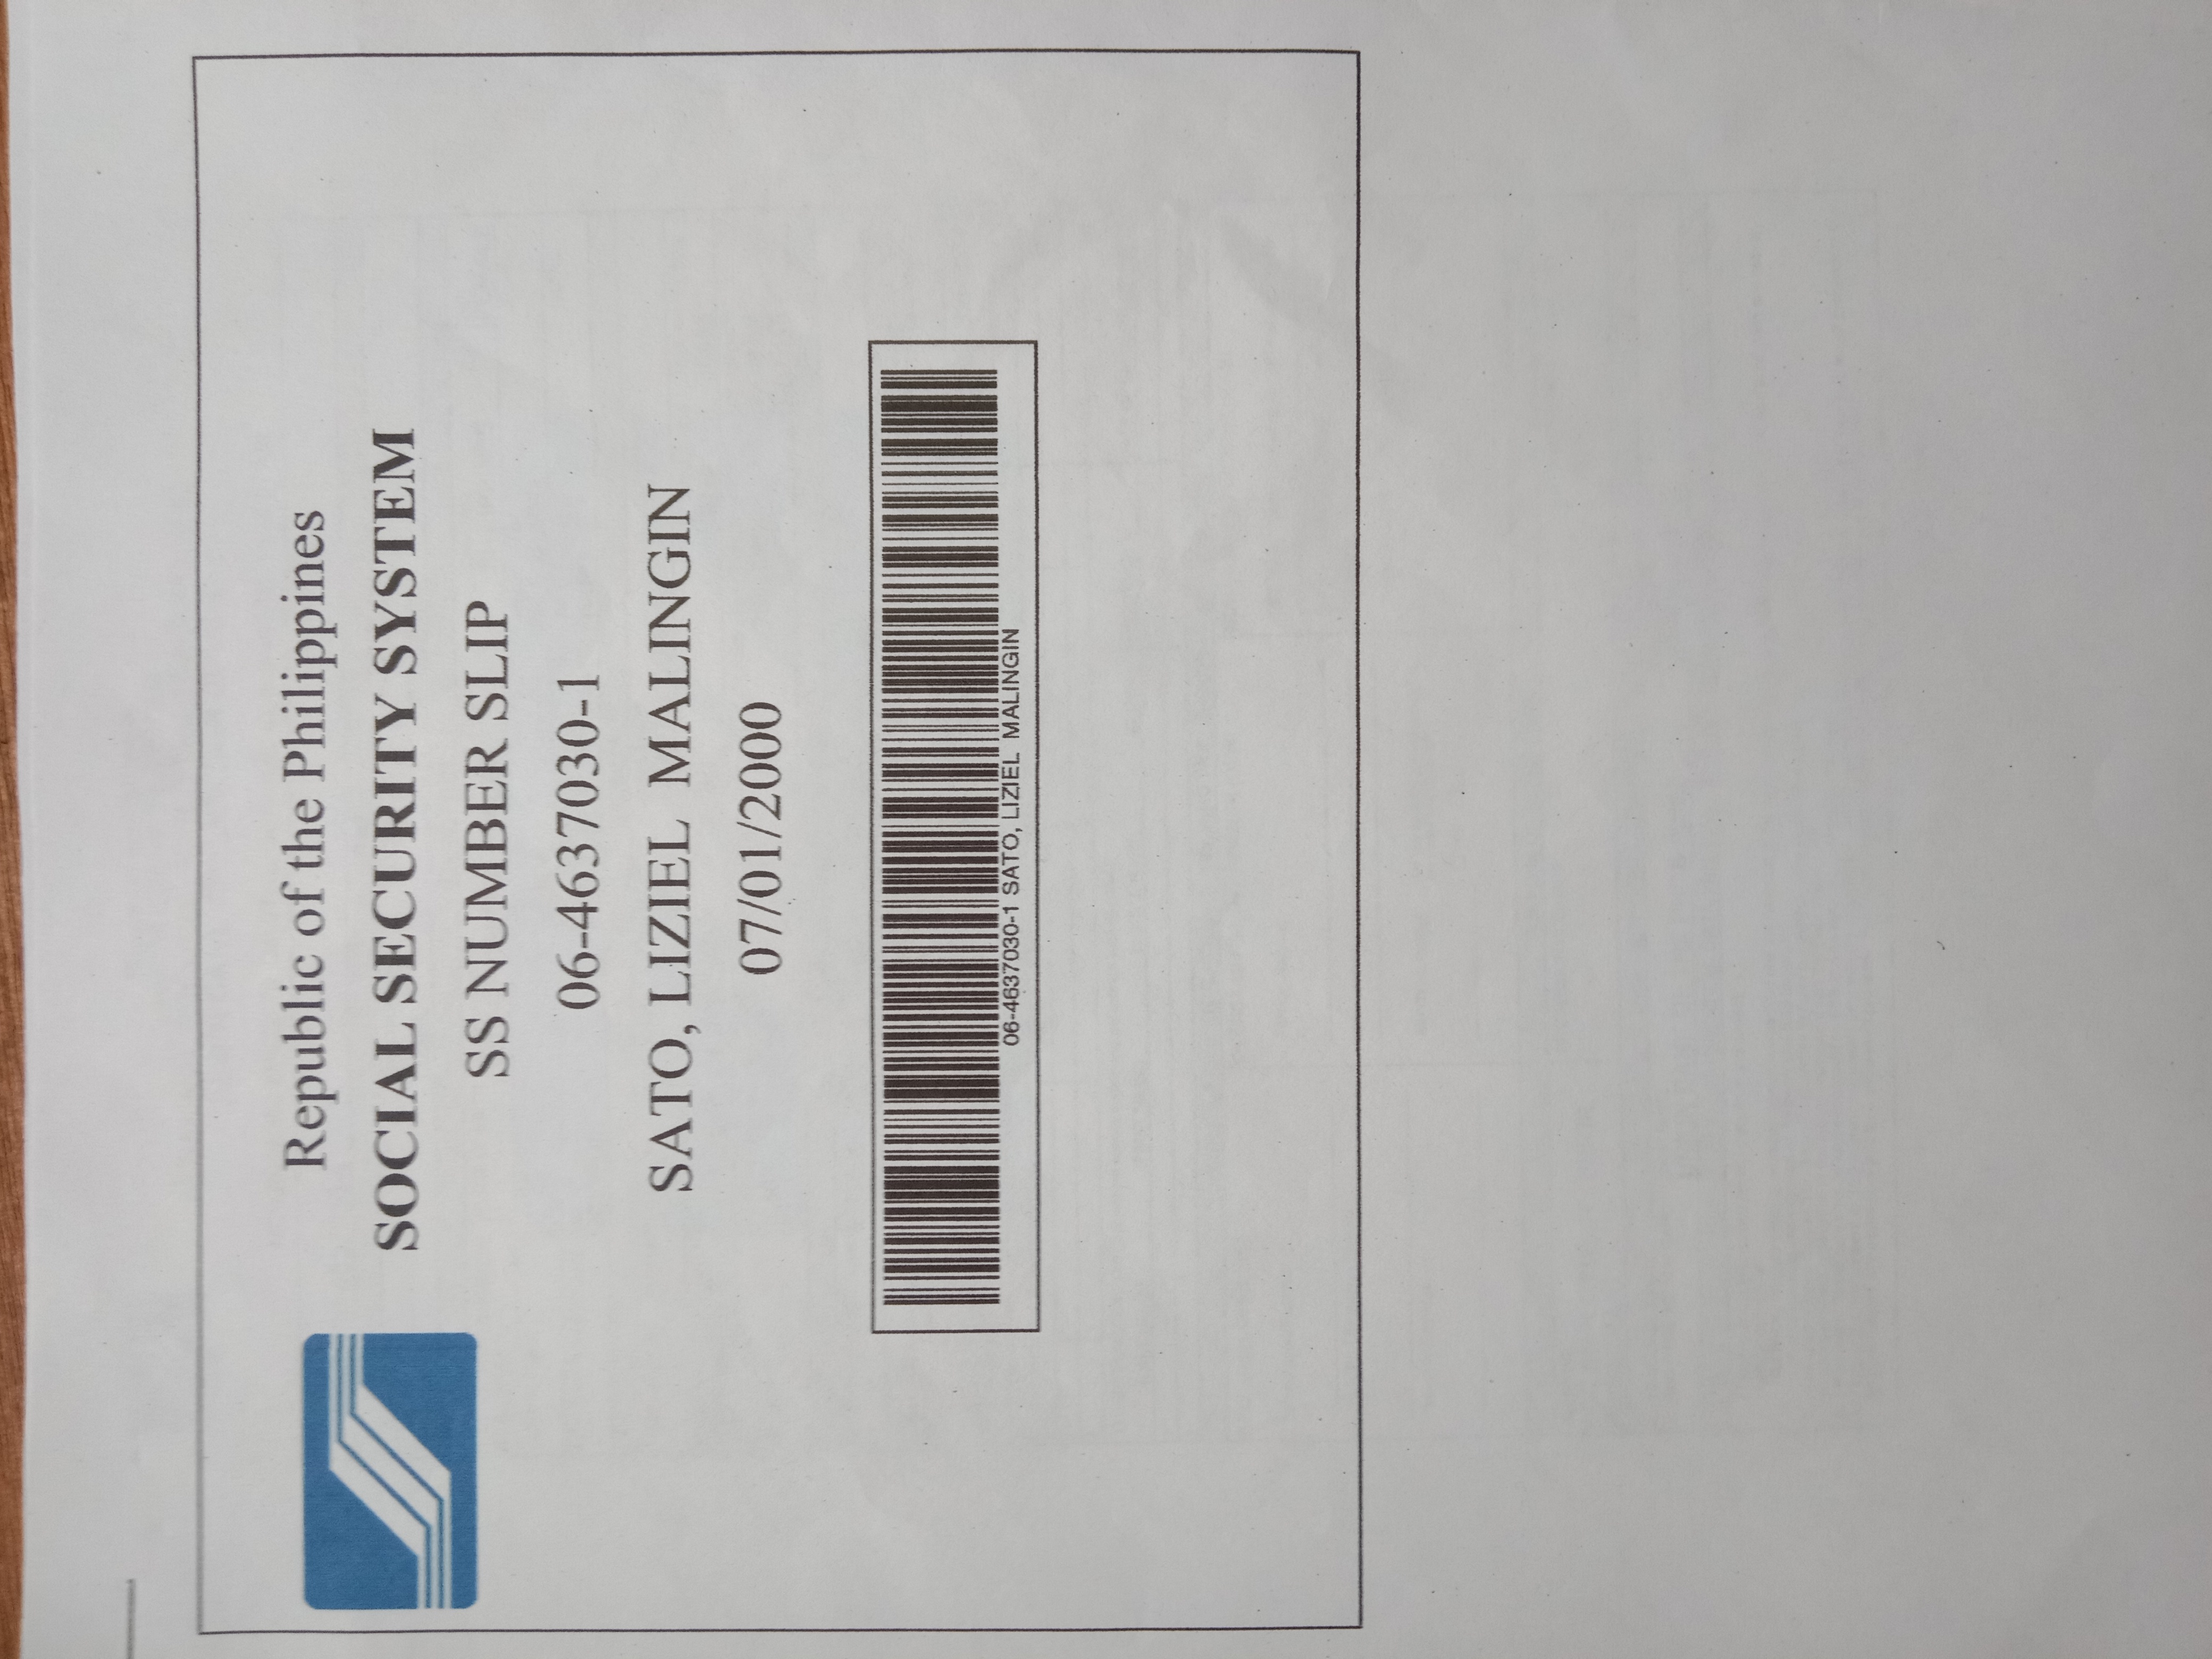 Republic of the Philippines
SOCIAL SECURITY SYSTEM
SS NUMBER SLIP
06-4637030-1
SATO, LIZIEL MALINGIN
07/01/2000
06-4637030-1 SATO, LIZIEL MALINGIN